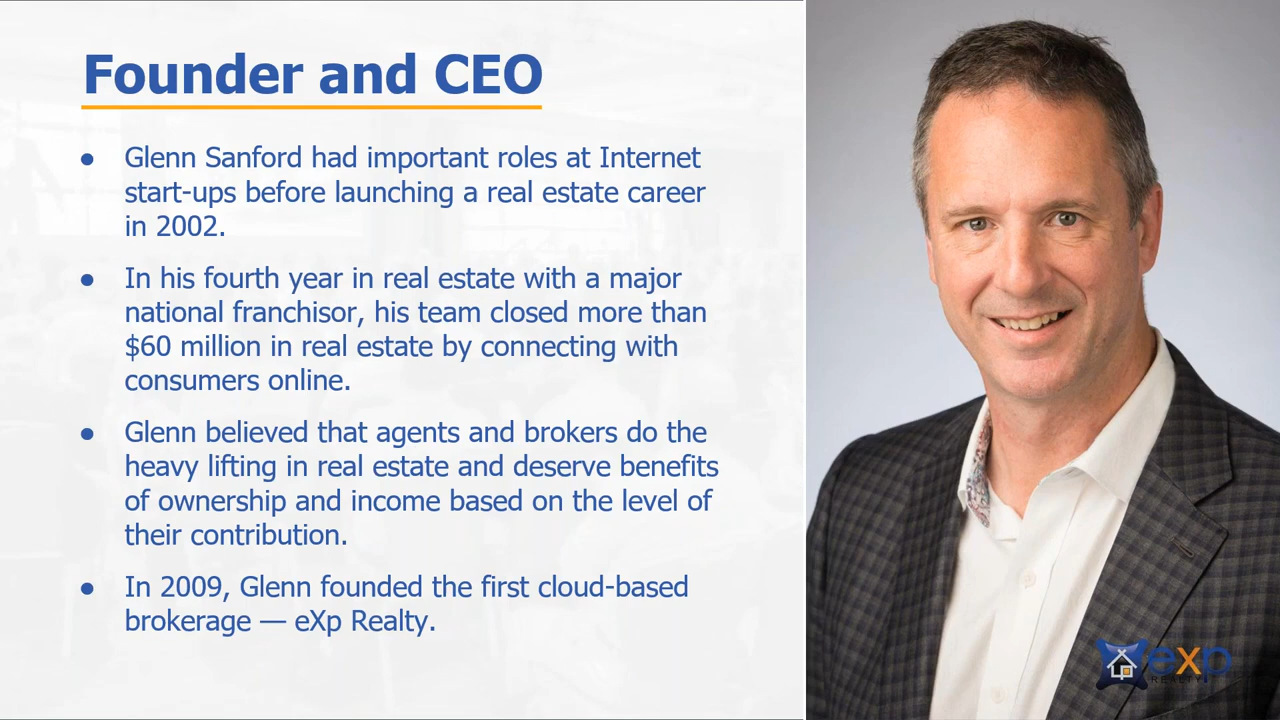 Founder and CEO
● Glenn Sanford had important roles at Internet
start-ups before launching a real estate career
in 2002.
● In his fourth year in real estate with a major
national franchisor, his team closed more than
$60 million in real estate by connecting with
consumers online.
● Glenn believed that agents and brokers do the
heavy lifting in real estate and deserve benefits
of ownership and income based on the level of
their contribution.
● In 2009, Glenn founded the first cloud-based
brokerage — eXp Realty.
exp
REALTY